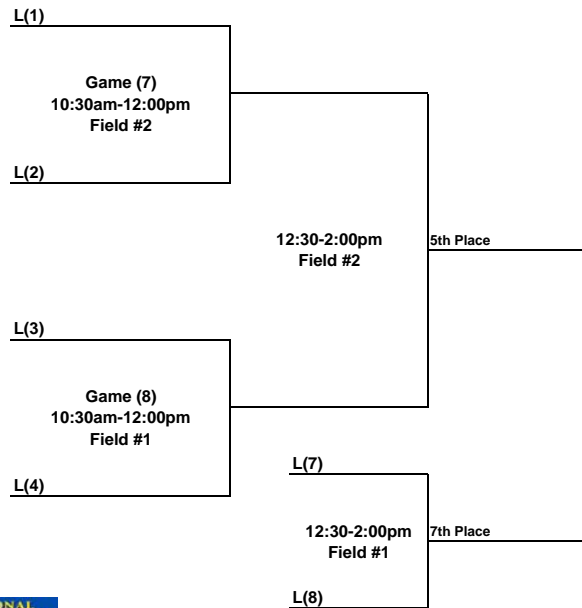 L(1)
Game (7)
10:30am-12:00pm
Field #2
L(2)
12:30-2:00pm
Field #2
5th Place
L(3)
Game (8)
10:30am-12:00pm
Field #1
L(4)
L(7)
12:30-2:00pm
Field #1
7th Place
L(8)